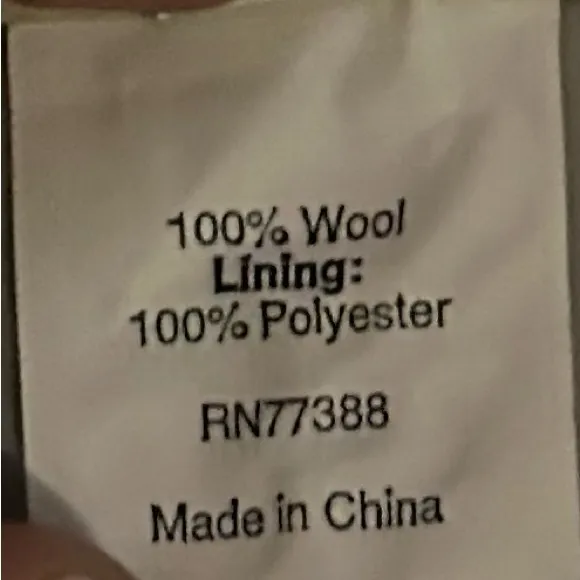 100% Wool
Lining:
100% Polyester
RN77388
Made in China